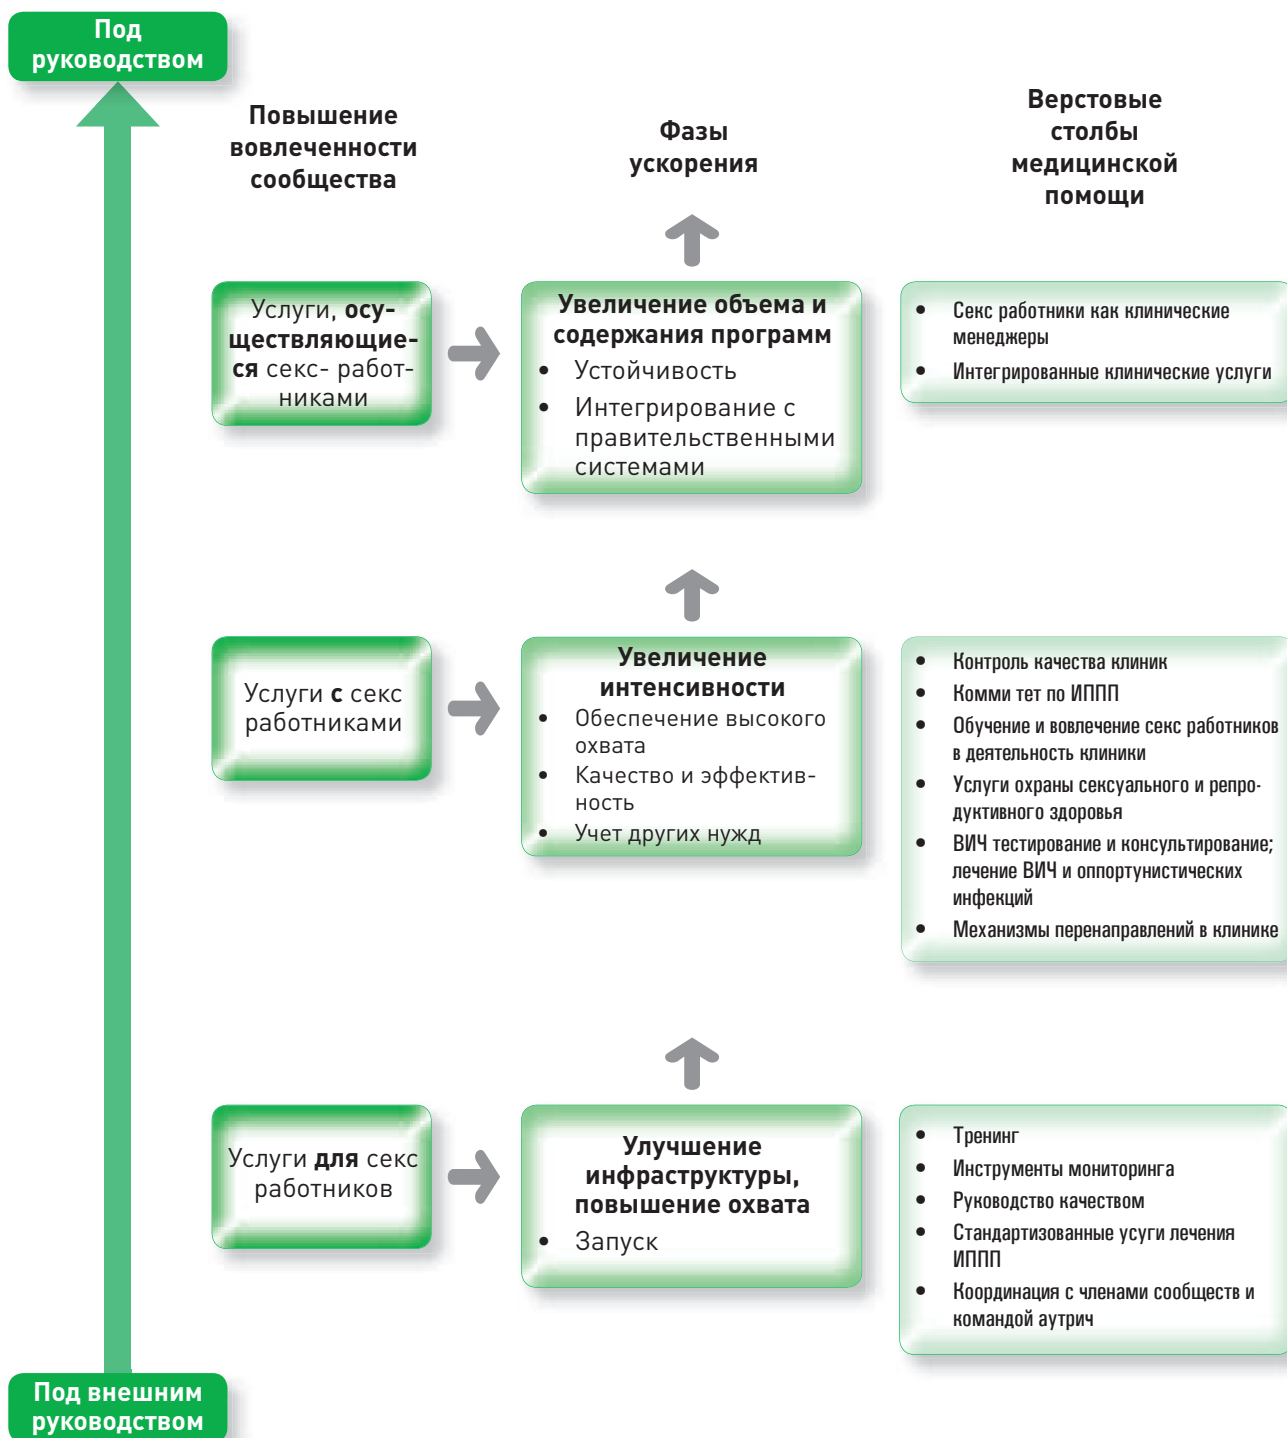 Под
руководством
Повышение
вовлеченности
сообщества
Фазы
ускорения
Верстовые
столбы
медицинской
помощи
Услуги, осу-
ществляющие-
ся секс- работ-
никами
Увеличение объема и
содержания программ
• Устойчивость
• Интегрирование с
правительственными
системами
• Секс работники как клинические
менеджеры
• Интегрированные клинические услуги
Услуги с секс
работниками
Увеличение
интенсивности
• Обеспечение высокого
охвата
• Качество и эффектив-
ность
• Учет других нужд
• Контроль качества клиник
• Комми тет по ИППП
• Обучение и вовлечение секс работников
в деятельность клиники
• Услуги охраны сексуального и репро-
дуктивного здоровья
• ВИЧ тестирование и консультирование;
лечение ВИЧ и оппортунистических
инфекций
• Механизмы перенаправлений в клинике
Услуги для секс
работников
Улучшение
инфраструктуры,
повышение охвата
• Запуск
• Тренинг
• Инструменты мониторинга
• Руководство качеством
• Стандартизованные усуги лечения
ИППП
• Координация с членами сообществ и
командой аутрич
Под внешним
руководством